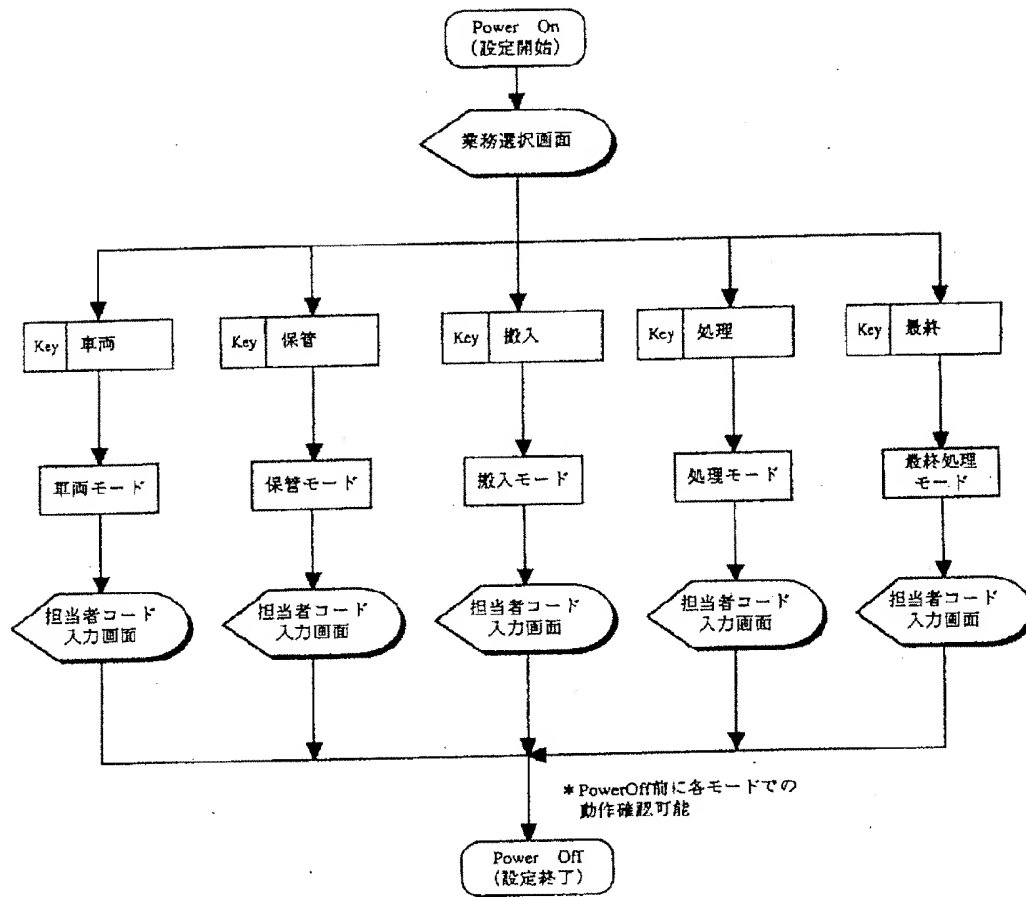 Power On
(設定開始)
業務選択画面
Key 車両
Key 保管
Key 搬入
Key 処理
Key 最終
車両モード
保管モード
搬入モード
処理モード
最終処理
モード
担当者コード
入力画面
担当者コード
入力画面
担当者コード
入力画面
担当者コード
入力画面
担当者コード
入力画面
*PowerOff前に各モードでの
動作確認可能
Power Off
(設定終了)